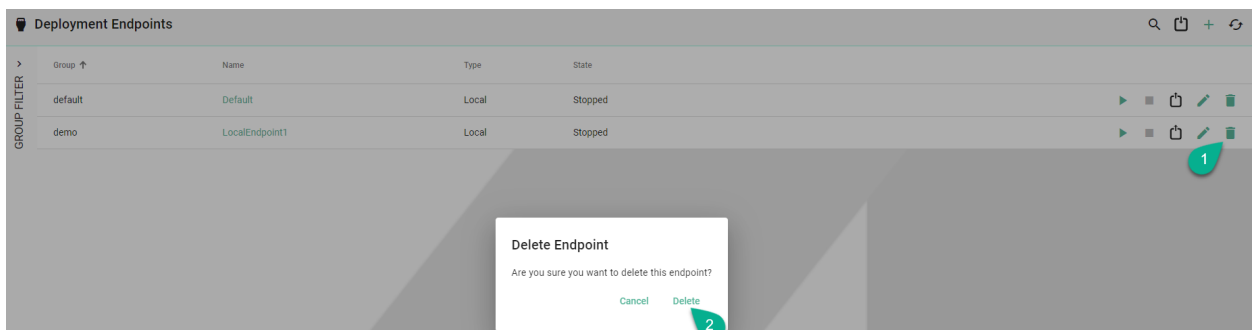 Deployment Endpoints
GROUP FILTER
Group Name Type State
default Default Local Stopped
demo LocalEndpoint1 Local Stopped
1
Delete Endpoint
Are you sure you want to delete this endpoint?
Cancel Delete
2